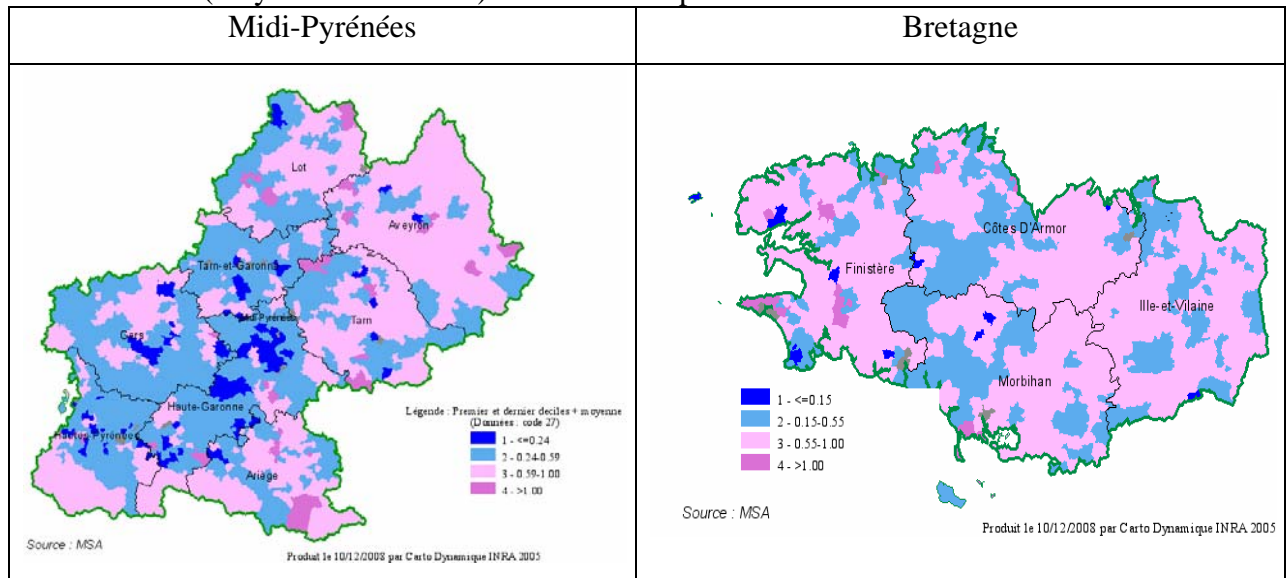 Midi-Pyrénées
Bretagne
Lot
Aveyron
Tarn-et-Garonne
Midi-Pyrénées
Gers
Tarn
Haute-Garonne
Hautes-Pyrénées
Ariège
Légende : Premier et dernier deciles + moyenne
(Données : code 27)
1 - <=0.24
2 - 0.24-0.59
3 - 0.59-1.00
4 - >1.00
Source : MSA
Produit le 10/12/2008 par Carto Dynamique INRA 2005
Côtes D'Armor
Finistère
Ille-et-Vilaine
Morbihan
1 - <=0.15
2 - 0.15-0.55
3 - 0.55-1.00
4 - >1.00
Source : MSA
Produit le 10/12/2008 par Carto Dynamique INRA 2005